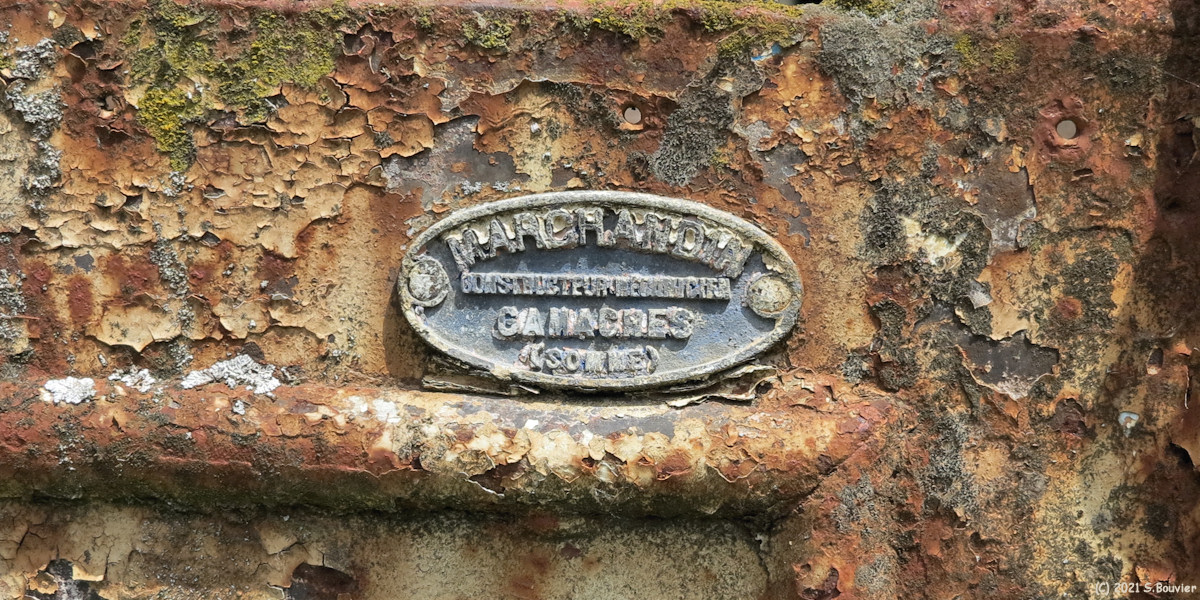 MARCHANDIN
CONSTRUCTEUR MECANICIEN
GAMACHES
(SOMME)
(C) 2021 S.Bouvier